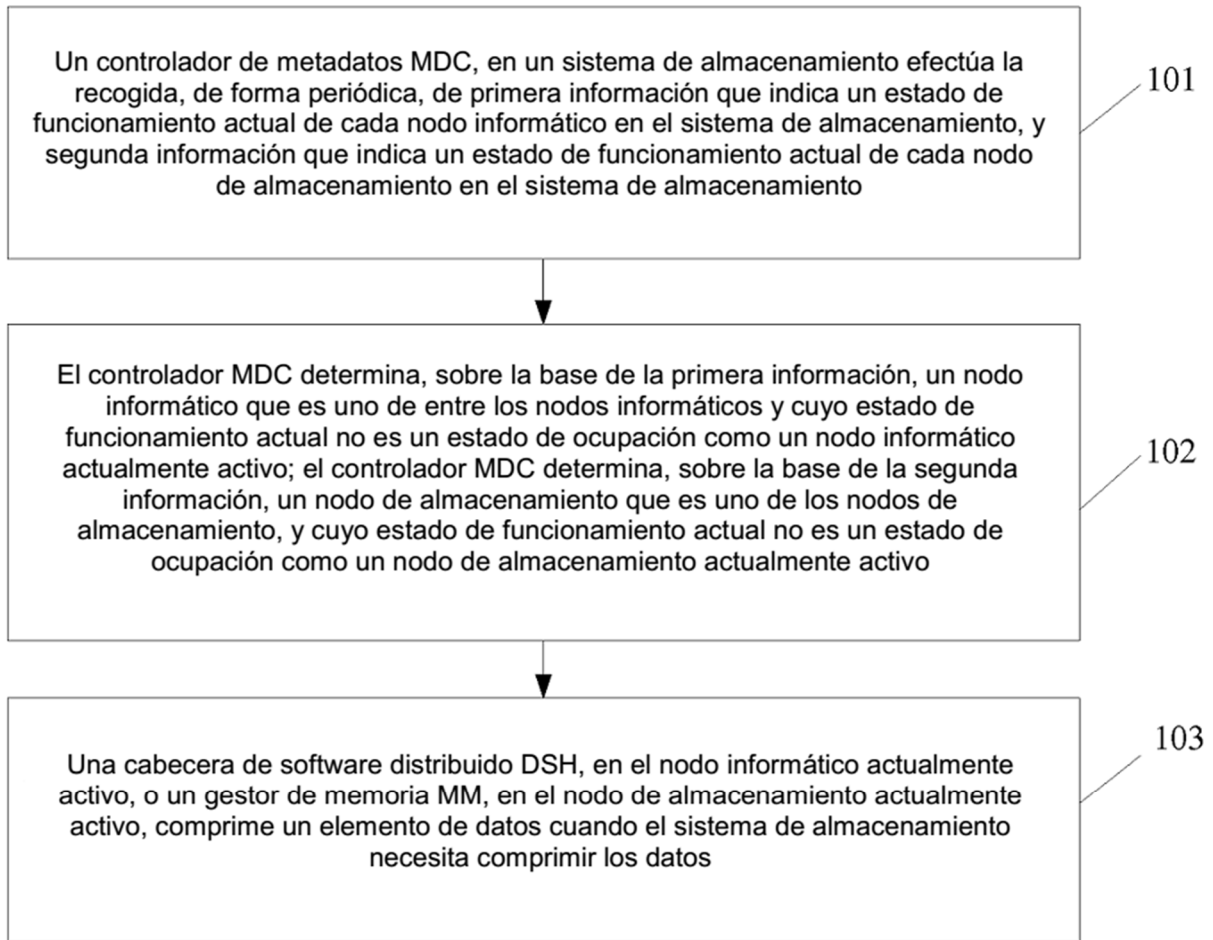 Un controlador de metadatos MDC, en un sistema de almacenamiento efectúa la
recogida, de forma periódica, de primera información que indica un estado de
funcionamiento actual de cada nodo informático en el sistema de almacenamiento, y
segunda información que indica un estado de funcionamiento actual de cada nodo
de almacenamiento en el sistema de almacenamiento
101
El controlador MDC determina, sobre la base de la primera información, un nodo
informático que es uno de entre los nodos informáticos y cuyo estado de
funcionamiento actual no es un estado de ocupación como un nodo informático
actualmente activo; el controlador MDC determina, sobre la base de la segunda
información, un nodo de almacenamiento que es uno de los nodos de
almacenamiento, y cuyo estado de funcionamiento actual no es un estado de
ocupación como un nodo de almacenamiento actualmente activo
102
Una cabecera de software distribuido DSH, en el nodo informático actualmente
activo, o un gestor de memoria MM, en el nodo de almacenamiento actualmente
activo, comprime un elemento de datos cuando el sistema de almacenamiento
necesita comprimir los datos
103